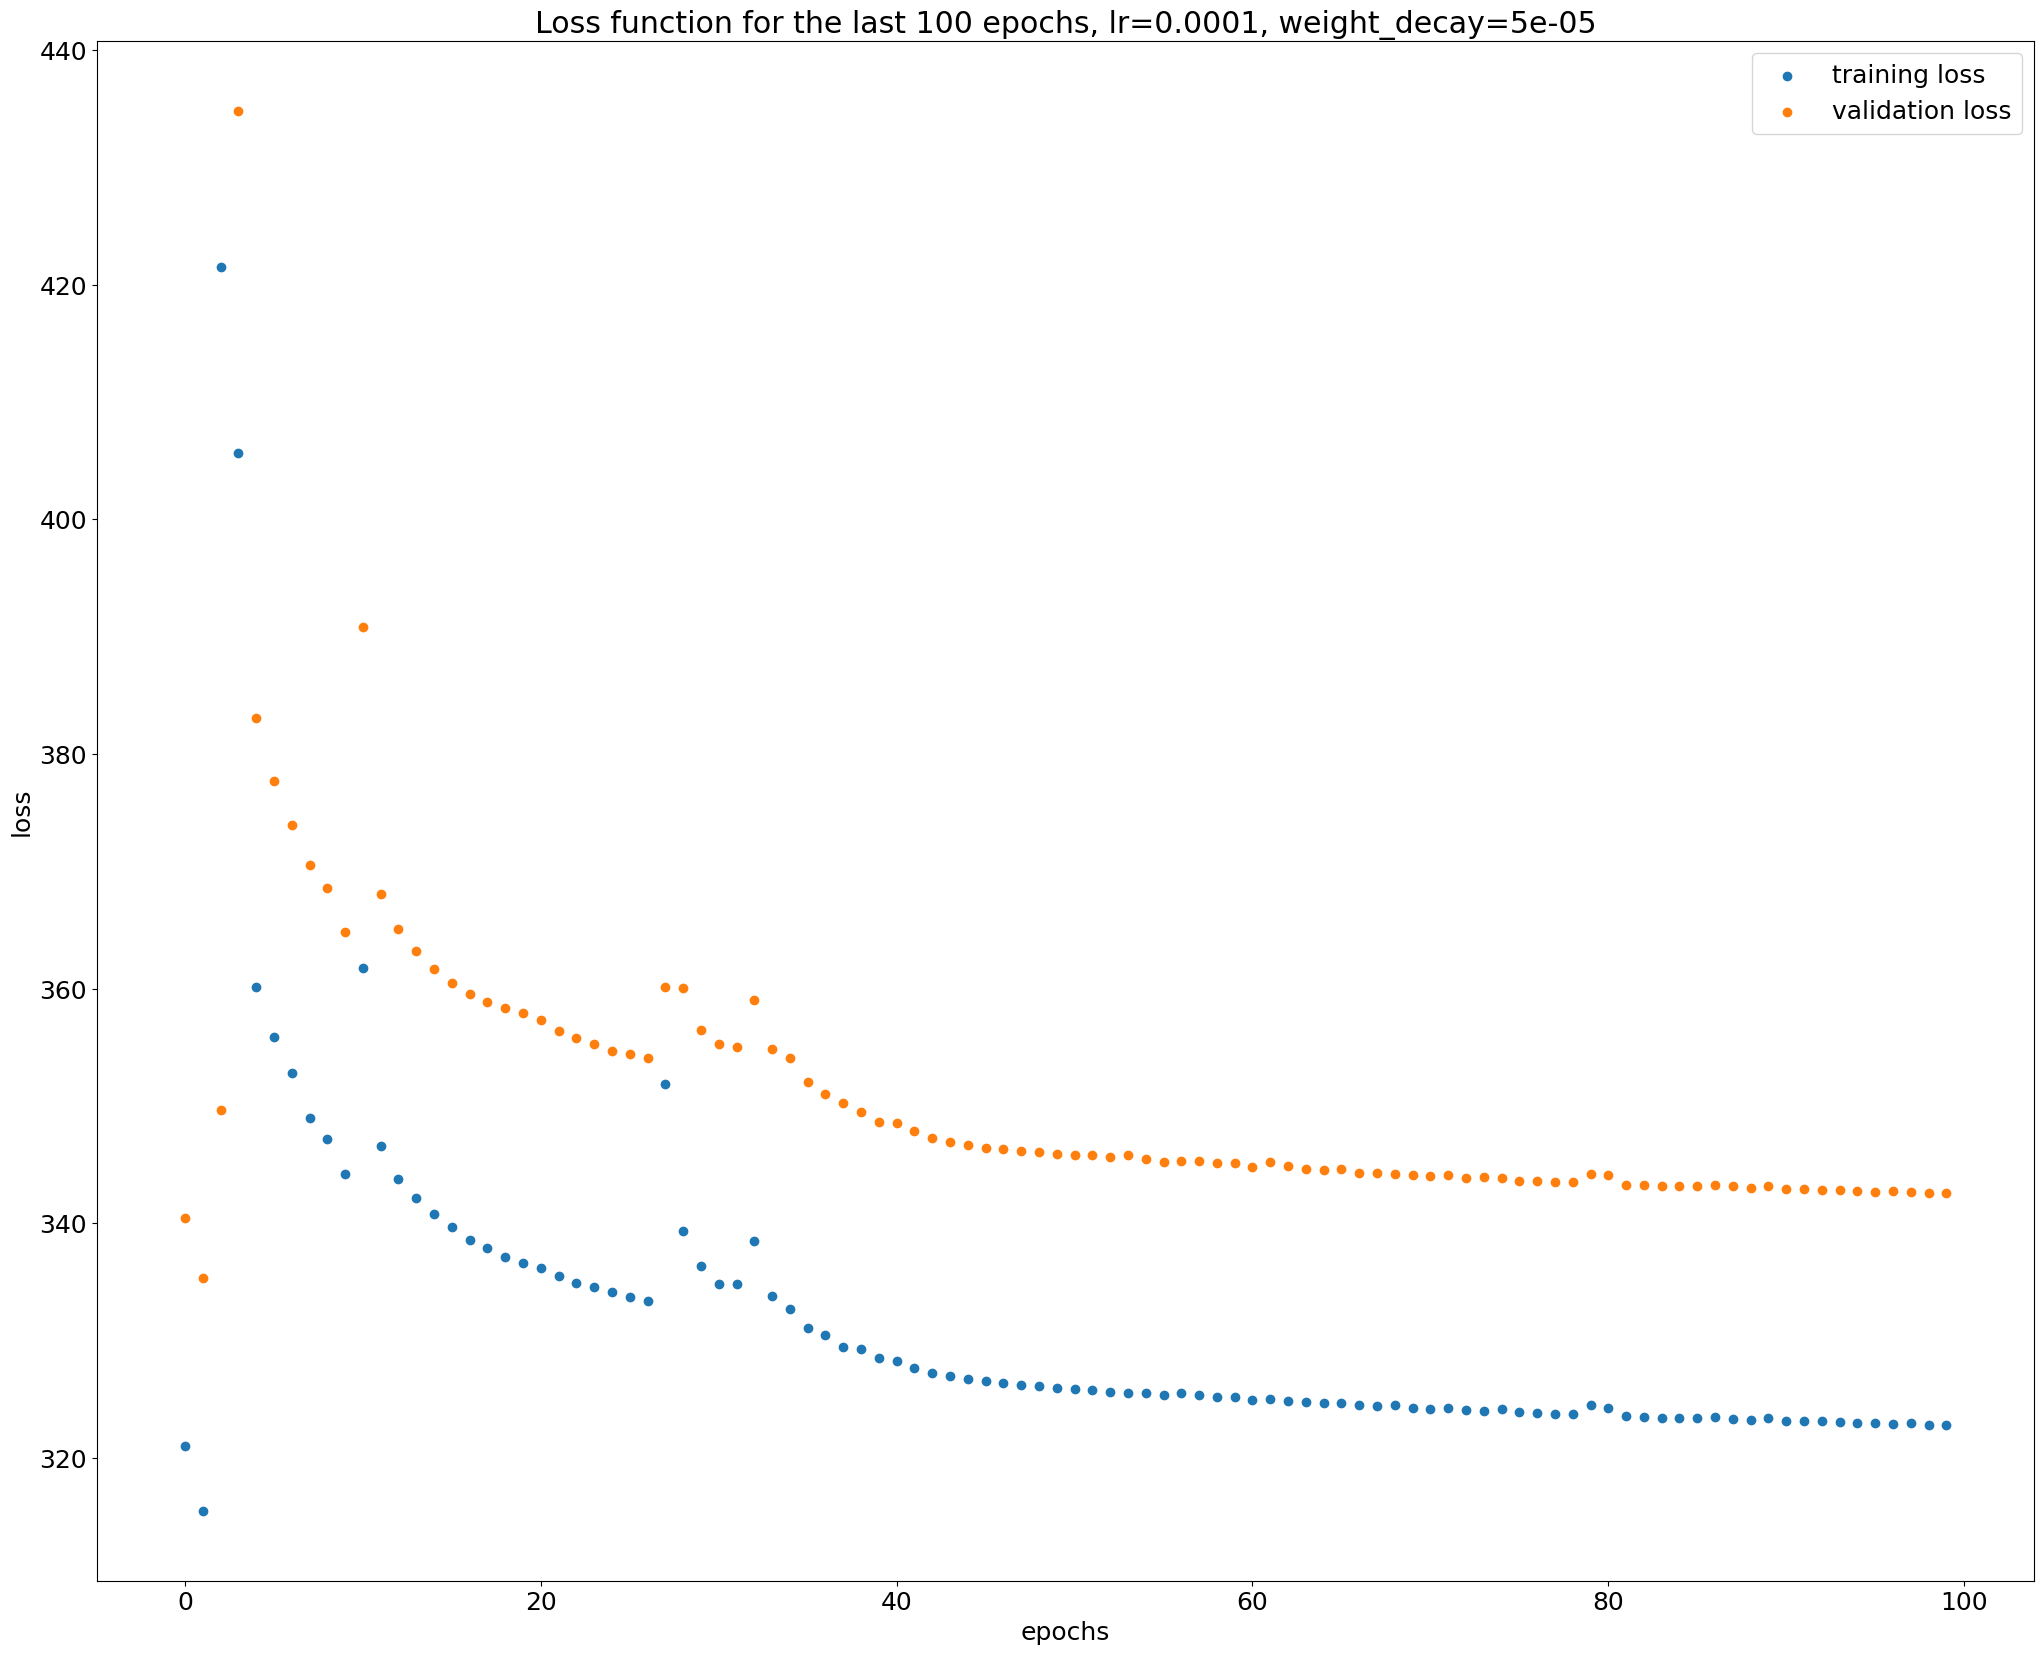 Loss function for the last 100 epochs, lr=0.0001, weight_decay=5e-05
training loss
validation loss
440
420
400
380
360
340
320
loss
0 20 40 60 80 100
epochs